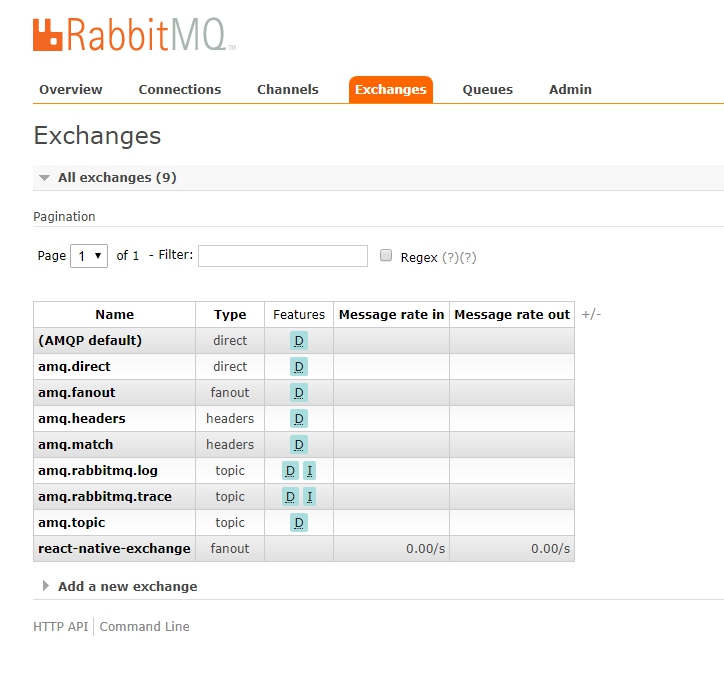 RabbitMQ TM
Overview Connections Channels Exchanges Queues Admin
Exchanges
All exchanges (9)
Pagination
Page 1 of 1 - Filter: Regex (?)(?)
Name Type Features Message rate in Message rate out +/-
(AMQP default) direct D
amq.direct direct D
amq.fanout fanout D
amq.headers headers D
amq.match headers D
amq.rabbitmq.log topic D I
amq.rabbitmq.trace topic D I
amq.topic topic D
react-native-exchange fanout 0.00/s 0.00/s
Add a new exchange
HTTP API Command Line